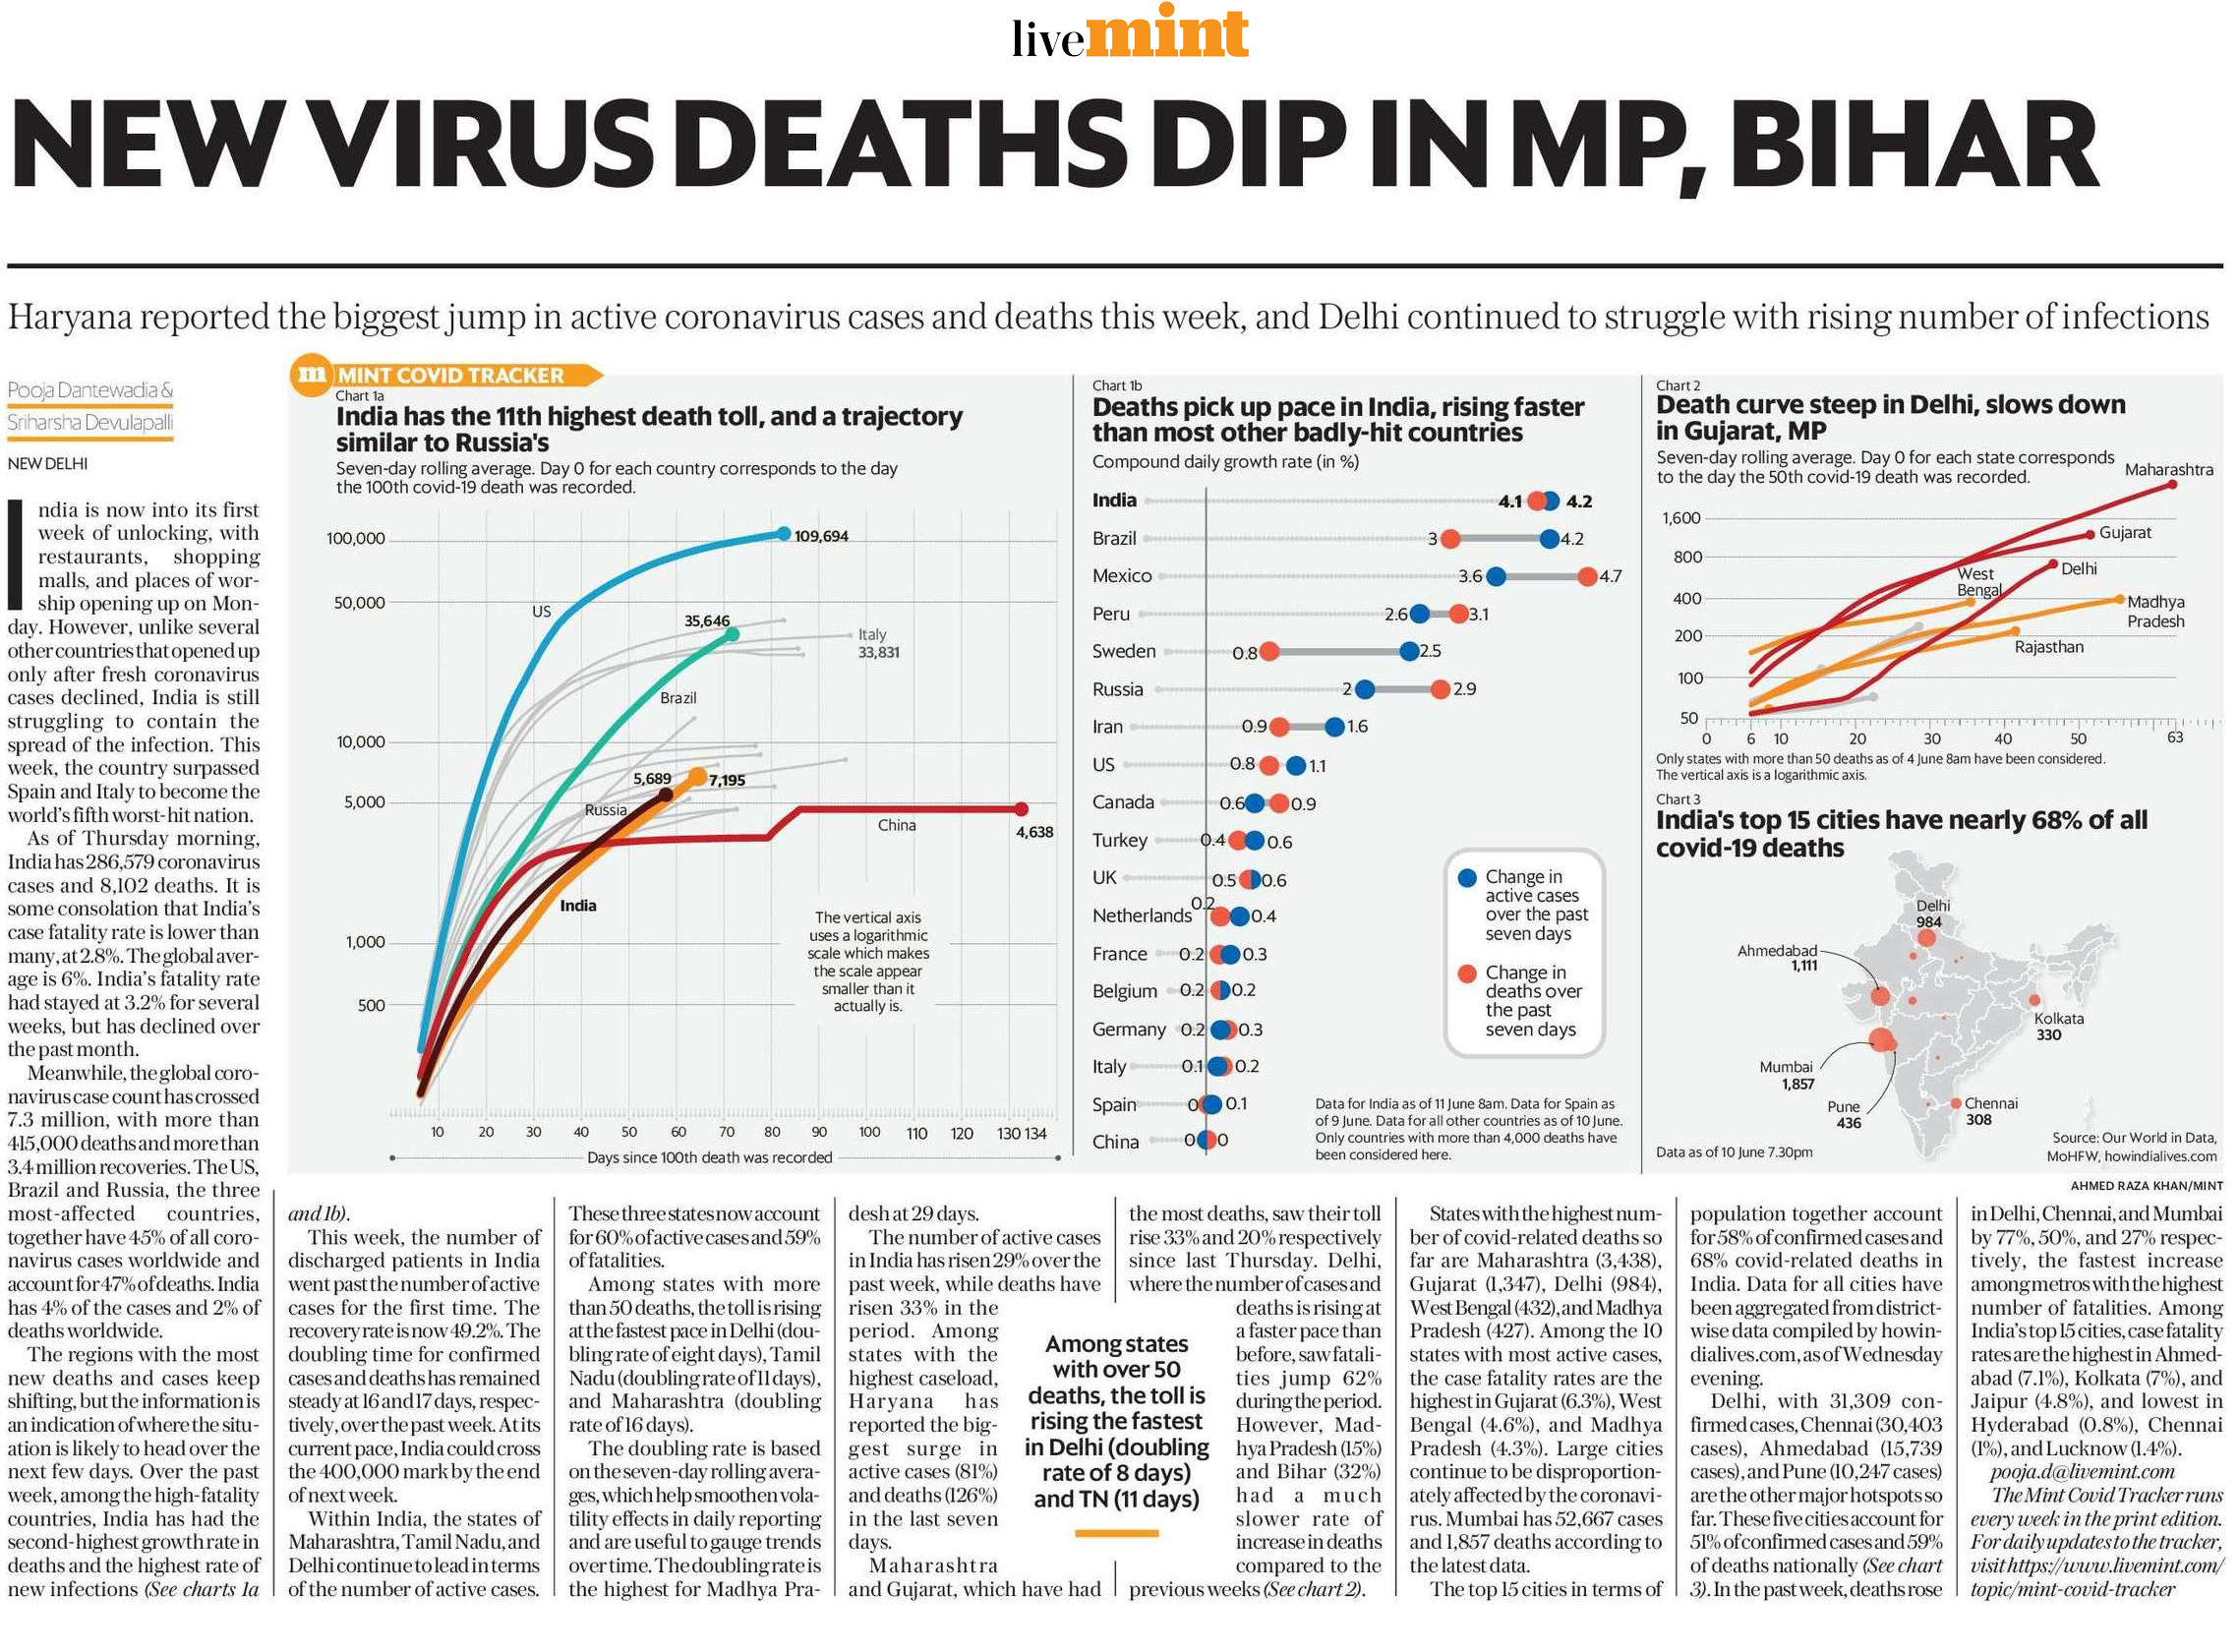 livemint
NEW VIRUS DEATHS DIP IN MP, BIHAR
Haryana reported the biggest jump in active coronavirus cases and deaths this week, and Delhi continued to struggle with rising number of infections
Pooja Dantewadia &
Sriharsha Devulapalli
NEW DELHI
India is now into its first
week of unlocking, with
restaurants, shopping
malls, and places of wor-
ship opening up on Mon-
day. However, unlike several
other countries that opened up
only after fresh coronavirus
cases declined, India is still
struggling to contain the
spread of the infection. This
week, the country surpassed
Spain and Italy to become the
world's fifth worst-hit nation.
As of Thursday morning,
India has 286,579 coronavirus
cases and 8,102 deaths. It is
some consolation that India's
case fatality rate is lower than
many, at 2.8%. The global aver-
age is 6%. India's fatality rate
had stayed at 3.2% for several
weeks, but has declined over
the past month.
Meanwhile, the global coro-
navirus case count has crossed
7.3 million, with more than
415,000 deaths and more than
3.4 million recoveries. The US,
Brazil and Russia, the three
most-affected countries,
together have 45% of all coro-
navirus cases worldwide and
account for 47% of deaths. India
has 4% of the cases and 2% of
deaths worldwide.
The regions with the most
new deaths and cases keep
shifting, but the information is
an indication of where the situ-
ation is likely to head over the
next few days. Over the past
week, among the high-fatality
countries, India has had the
second-highest growth rate in
deaths and the highest rate of
new infections (See charts 1a
m MINT COVID TRACKER
Chart 1a
India has the 11th highest death toll, and a trajectory
similar to Russia's
Seven-day rolling average. Day 0 for each country corresponds to the day
the 100th covid-19 death was recorded.
100,000
50,000
10,000
5,000
1,000
500
109,694
US
35,646
Italy
33,831
Brazil
5,689
7,195
Russia
China
4,638
India
The vertical axis
uses a logarithmic
scale which makes
the scale appear
smaller than it
actually is.
10 20 30 40 50 60 70 80 90 100 110 120 130 134
Days since 100th death was recorded
Chart 1b
Deaths pick up pace in India, rising faster
than most other badly-hit countries
Compound daily growth rate (in %)
India 4.1 4.2
Brazil 3 4.2
Mexico 3.6 4.7
Peru 2.6 3.1
Sweden 0.8 2.5
Russia 2 2.9
Iran 0.9 1.6
US 0.8 1.1
Canada 0.6 0.9
Turkey 0.4 0.6
UK 0.5 0.6
Netherlands 0.2 0.4
France 0.2 0.3
Belgium 0.2 0.2
Germany 0.2 0.3
Italy 0.1 0.2
Spain 0 0.1
China 0 0
Change in
active cases
over the past
seven days
Change in
deaths over
the past
seven days
Data for India as of 11 June 8am. Data for Spain as
of 9 June. Data for all other countries as of 10 June.
Only countries with more than 4,000 deaths have
been considered here.
Chart 2
Death curve steep in Delhi, slows down
in Gujarat, MP
Seven-day rolling average. Day 0 for each state corresponds
to the day the 50th covid-19 death was recorded.
Maharashtra
1,600
Gujarat
800
West
Bengal
Delhi
400
Madhya
Pradesh
200
Rajasthan
100
50
0 6 10 20 30 40 50 63
Only states with more than 50 deaths as of 4 June 8am have been considered.
The vertical axis is a logarithmic axis.
Chart 3
India's top 15 cities have nearly 68% of all
covid-19 deaths
Delhi
984
Ahmedabad
1,111
Kolkata
330
Mumbai
1,857
Pune
436
Chennai
308
Data as of 10 June 7.30pm
Source: Our World in Data,
MoHFW, howindialives.com
AHMED RAZA KHAN/MINT
and 1b).
This week, the number of
discharged patients in India
went past the number of active
cases for the first time. The
recovery rate is now 49.2%. The
doubling time for confirmed
cases and deaths has remained
steady at 16 and 17 days, respec-
tively, over the past week. At its
current pace, India could cross
the 400,000 mark by the end
of next week.
Within India, the states of
Maharashtra, Tamil Nadu, and
Delhi continue to lead in terms
of the number of active cases.
These three states now account
for 60% of active cases and 59%
of fatalities.
Among states with more
than 50 deaths, the toll is rising
at the fastest pace in Delhi (dou-
bling rate of eight days), Tamil
Nadu (doubling rate of 11 days),
and Maharashtra (doubling
rate of 16 days).
The doubling rate is based
on the seven-day rolling avera-
ges, which help smoothen vola-
tility effects in daily reporting
and are useful to gauge trends
over time. The doubling rate is
the highest for Madhya Pra-
desh at 29 days.
The number of active cases
in India has risen 29% over the
past week, while deaths have
risen 33% in the
period. Among
states with the
highest caseload,
Haryana has
reported the big-
gest surge in
active cases (81%)
and deaths (126%)
in the last seven
days.
Maharashtra
and Gujarat, which have had
Among states
with over 50
deaths, the toll is
rising the fastest
in Delhi (doubling
rate of 8 days)
and TN (11 days)
the most deaths, saw their toll
rise 33% and 20% respectively
since last Thursday. Delhi,
where the number of cases and
deaths is rising at
a faster pace than
before, saw fatali-
ties jump 62%
during the period.
However, Mad-
hya Pradesh (15%)
and Bihar (32%)
had a much
slower rate of
increase in deaths
compared to the
previous weeks (See chart 2).
States with the highest num-
ber of covid-related deaths so
far are Maharashtra (3,438),
Gujarat (1,347), Delhi (984),
West Bengal (432), and Madhya
Pradesh (427). Among the 10
states with most active cases,
the case fatality rates are the
highest in Gujarat (6.3%), West
Bengal (4.6%), and Madhya
Pradesh (4.3%). Large cities
continue to be disproportion-
ately affected by the coronavi-
rus. Mumbai has 52,667 cases
and 1,857 deaths according to
the latest data.
The top 15 cities in terms of
population together account
for 58% of confirmed cases and
68% covid-related deaths in
India. Data for all cities have
been aggregated from district-
wise data compiled by howin-
dialives.com, as of Wednesday
evening.
Delhi, with 31,309 con-
firmed cases, Chennai (30,403
cases), Ahmedabad (15,739
cases), and Pune (10,247 cases)
are the other major hotspots so
far. These five cities account for
51% of confirmed cases and 59%
of deaths nationally (See chart
3). In the past week, deaths rose
in Delhi, Chennai, and Mumbai
by 77%, 50%, and 27% respec-
tively, the fastest increase
among metros with the highest
number of fatalities. Among
India's top 15 cities, case fatality
rates are the highest in Ahmed-
abad (7.1%), Kolkata (7%), and
Jaipur (4.8%), and lowest in
Hyderabad (0.8%), Chennai
(1%), and Lucknow (1.4%).
pooja.d@livemint.com
The Mint Covid Tracker runs
every week in the print edition.
For daily updates to the tracker,
visit https://www.livemint.com/
topic/mint-covid-tracker